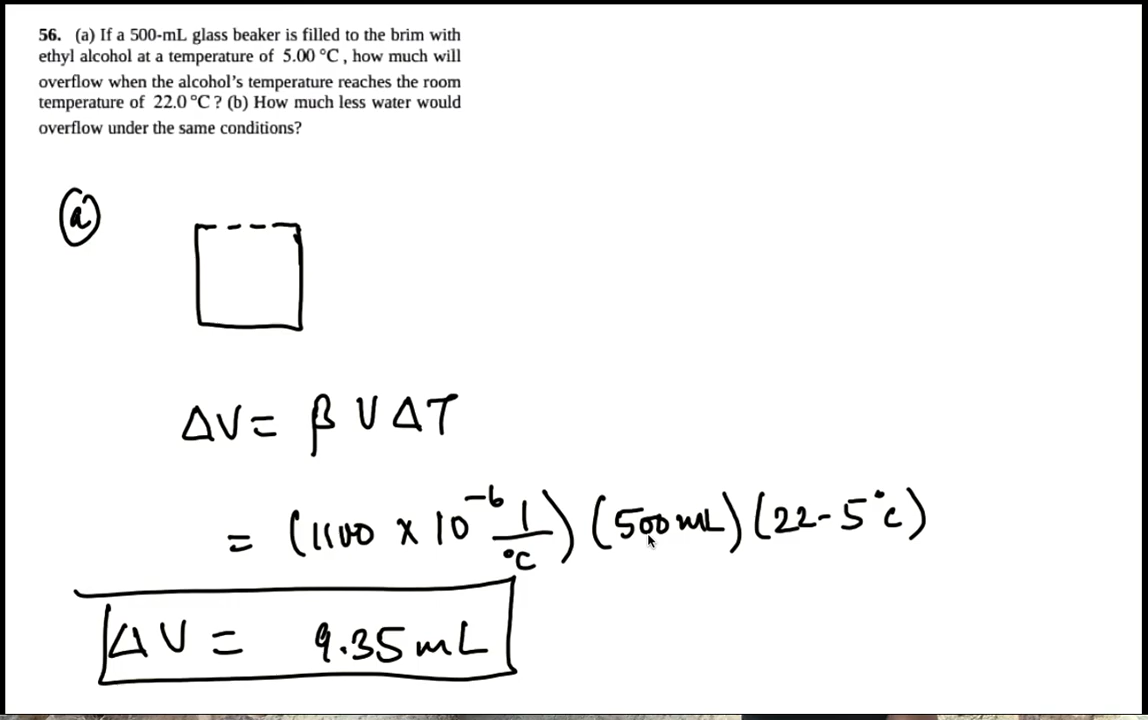 56. (a) If a 500-mL glass beaker is filled to the brim with
ethyl alcohol at a temperature of 5.00 °C , how much will
overflow when the alcohol's temperature reaches the room
temperature of 22.0 °C ? (b) How much less water would
overflow under the same conditions?
(a)
ΔV = β V ΔT
= (1100 x 10^-6 1/°C) (500 mL) (22 - 5°C)
ΔV = 9.35 mL